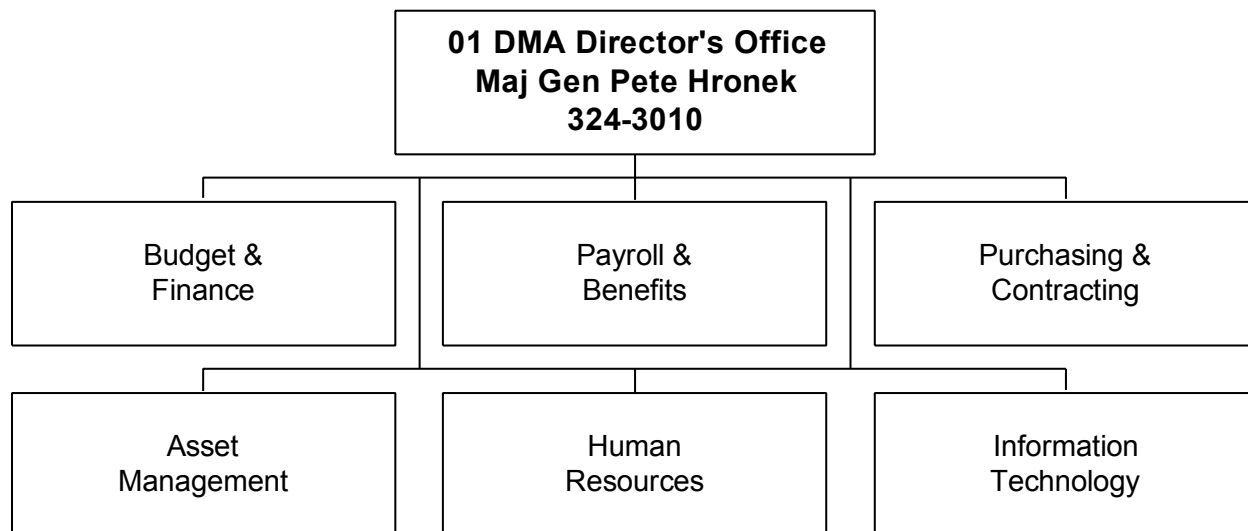 01 DMA Director's Office
Maj Gen Pete Hronek
324-3010
Budget &
Finance
Payroll &
Benefits
Purchasing &
Contracting
Asset
Management
Human
Resources
Information
Technology